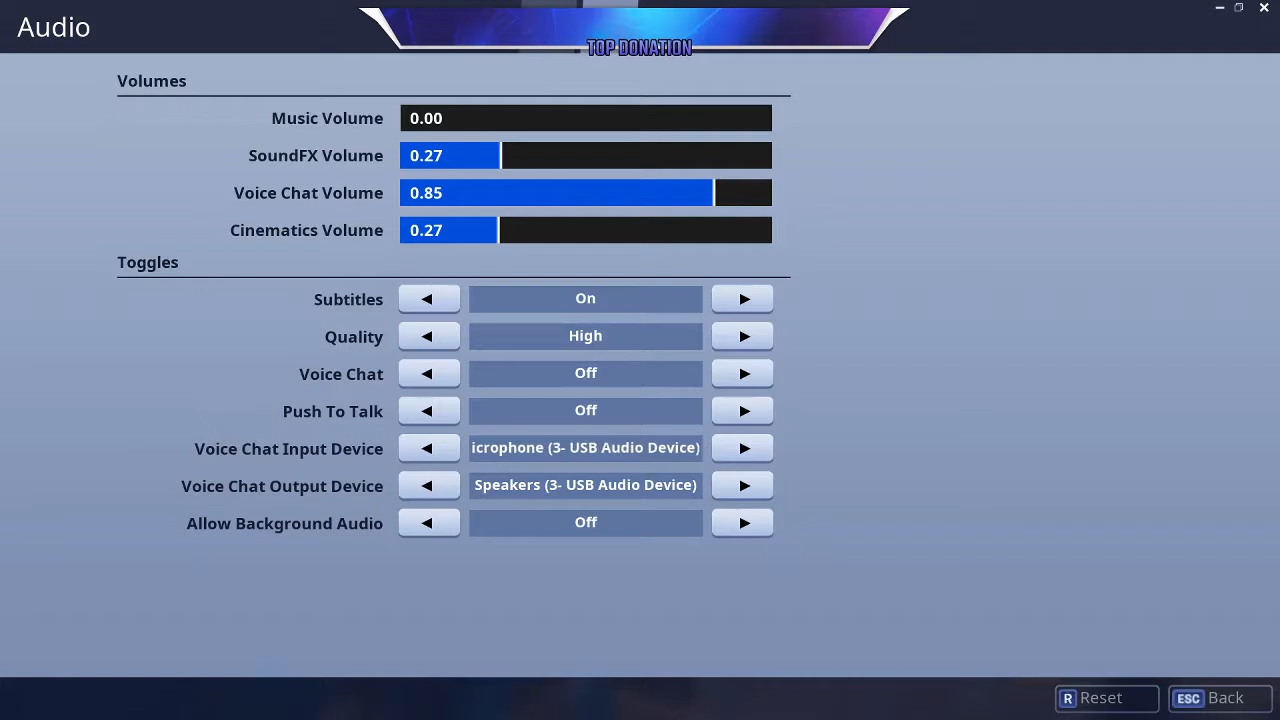 Audio
TOP DONATION
Volumes
Music Volume 0.00
SoundFX Volume 0.27
Voice Chat Volume 0.85
Cinematics Volume 0.27
Toggles
Subtitles On
Quality High
Voice Chat Off
Push To Talk Off
Voice Chat Input Device icrophone (3- USB Audio Device)
Voice Chat Output Device Speakers (3- USB Audio Device)
Allow Background Audio Off
R Reset ESC Back